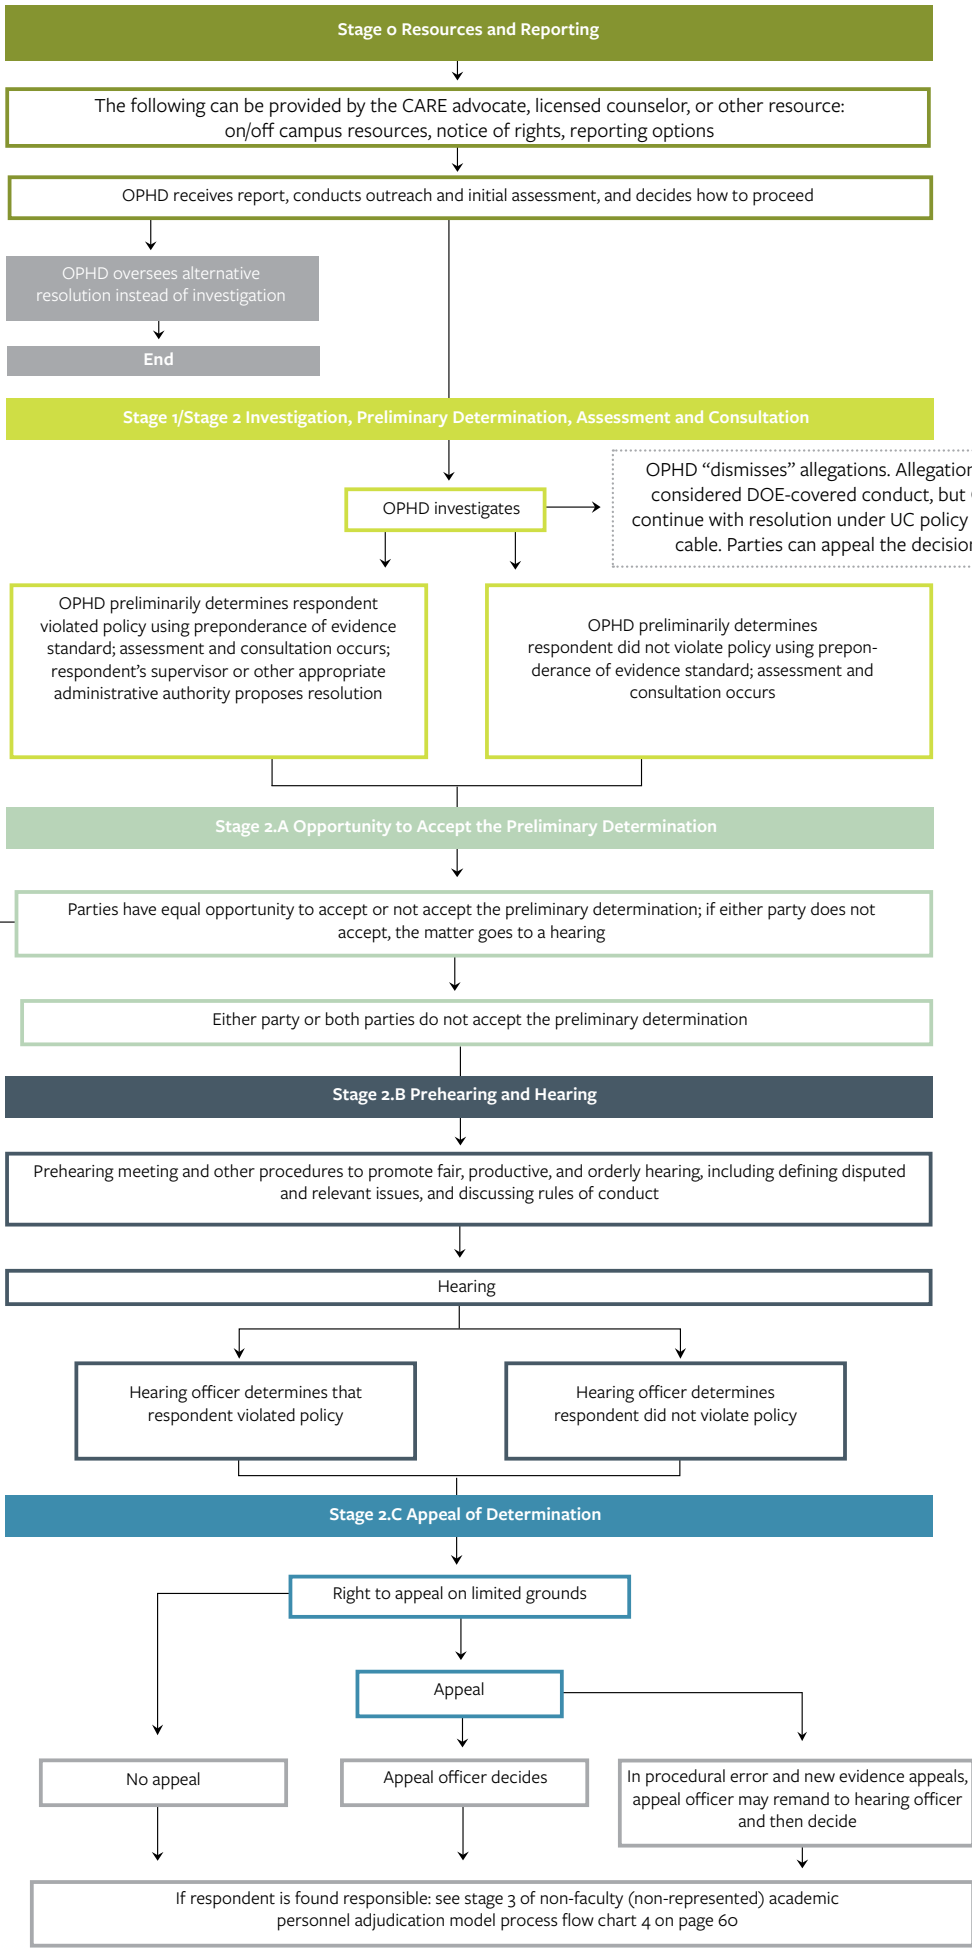 Stage 0 Resources and Reporting
The following can be provided by the CARE advocate, licensed counselor, or other resource:
on/off campus resources, notice of rights, reporting options
OPHD receives report, conducts outreach and initial assessment, and decides how to proceed
OPHD oversees alternative
resolution instead of investigation
End
Stage 1/Stage 2 Investigation, Preliminary Determination, Assessment and Consultation
OPHD investigates
OPHD “dismisses” allegations.
considered DOE-covered conduct, but
continue with resolution under UC policy
cable. Parties can appeal the decision
OPHD preliminarily determines respondent
violated policy using preponderance of evidence
standard; assessment and consultation occurs;
respondent’s supervisor or other appropriate
administrative authority proposes resolution
OPHD preliminarily determines
respondent did not violate policy using prepon-
derance of evidence standard; assessment and
consultation occurs
Stage 2.A Opportunity to Accept the Preliminary Determination
Parties have equal opportunity to accept or not accept the preliminary determination; if either party does not
accept, the matter goes to a hearing
Either party or both parties do not accept the preliminary determination
Stage 2.B Prehearing and Hearing
Prehearing meeting and other procedures to promote fair, productive, and orderly hearing, including defining disputed
and relevant issues, and discussing rules of conduct
Hearing
Hearing officer determines that
respondent violated policy
Hearing officer determines
respondent did not violate policy
Stage 2.C Appeal of Determination
Right to appeal on limited grounds
Appeal
No appeal
Appeal officer decides
In procedural error and new evidence appeals,
appeal officer may remand to hearing officer
and then decide
If respondent is found responsible: see stage 3 of non-faculty (non-represented) academic
personnel adjudication model process flow chart 4 on page 60